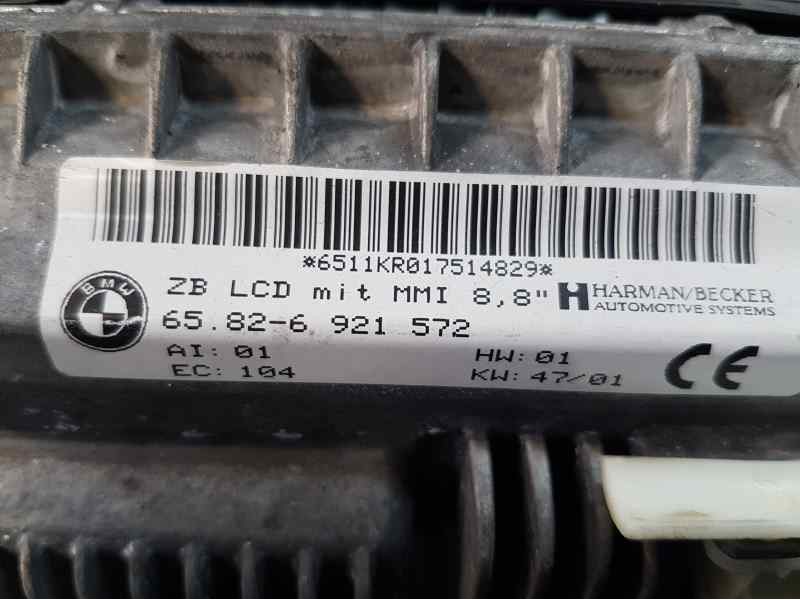 *6511KR017514829*
BMW
ZB LCD mit MMI 8,8"
HARMAN/BECKER
AUTOMOTIVE SYSTEMS
65.82-6 921 572
AI: 01 HW: 01
EC: 104 KW: 47/01
CE